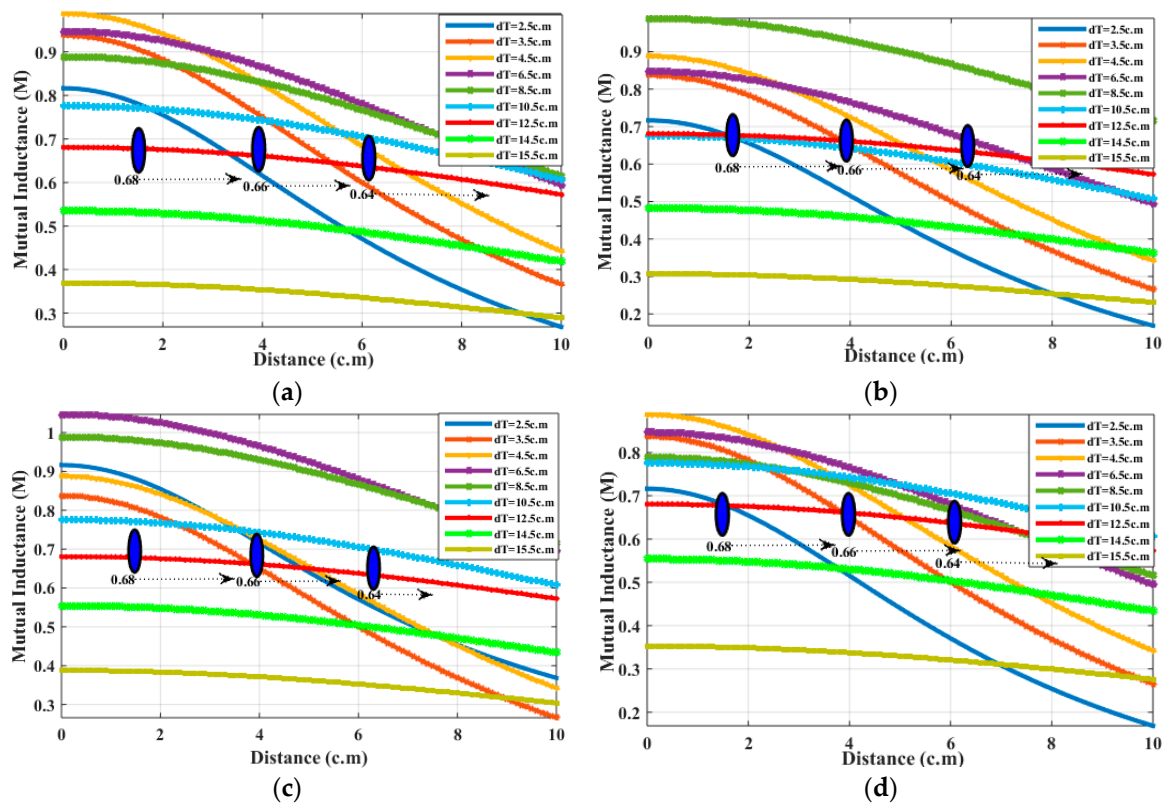 Mutual Inductance (M)
0.9
0.8
0.7
0.6
0.5
0.4
0.3
0
2
4
6
8
10
Distance (c.m)
dT=2.5c.m
dT=3.5c.m
dT=4.5c.m
dT=6.5c.m
dT=8.5c.m
dT=10.5c.m
dT=12.5c.m
dT=14.5c.m
dT=15.5c.m
0.68
0.66
0.64
(a)
Mutual Inductance (M)
0.9
0.8
0.7
0.6
0.5
0.4
0.3
0.2
0
2
4
6
8
10
Distance (c.m)
dT=2.5c.m
dT=3.5c.m
dT=4.5c.m
dT=6.5c.m
dT=8.5c.m
dT=10.5c.m
dT=12.5c.m
dT=14.5c.m
dT=15.5c.m
0.68
0.66
0.64
(b)
Mutual Inductance (M)
1
0.9
0.8
0.7
0.6
0.5
0.4
0.3
0
2
4
6
8
10
Distance (c.m)
dT=2.5c.m
dT=3.5c.m
dT=4.5c.m
dT=6.5c.m
dT=8.5c.m
dT=10.5c.m
dT=12.5c.m
dT=14.5c.m
dT=15.5c.m
0.68
0.66
0.64
(c)
Mutual Inductance (M)
0.8
0.7
0.6
0.5
0.4
0.3
0.2
0
2
4
6
8
10
Distance (c.m)
dT=2.5c.m
dT=3.5c.m
dT=4.5c.m
dT=6.5c.m
dT=8.5c.m
dT=10.5c.m
dT=12.5c.m
dT=14.5c.m
dT=15.5c.m
0.68
0.66
0.64
(d)